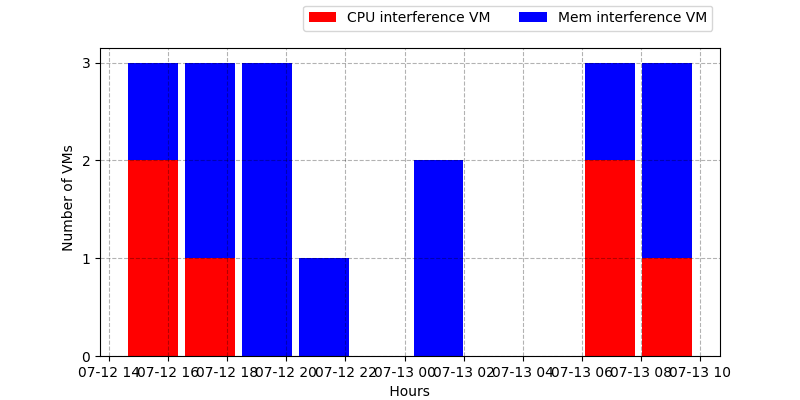 CPU interference VM Mem interference VM
3
2
1
0
Number of VMs
07-12 14 07-12 16 07-12 18 07-12 20 07-12 22 07-13 00 07-13 02 07-13 04 07-13 06 07-13 08 07-13 10
Hours